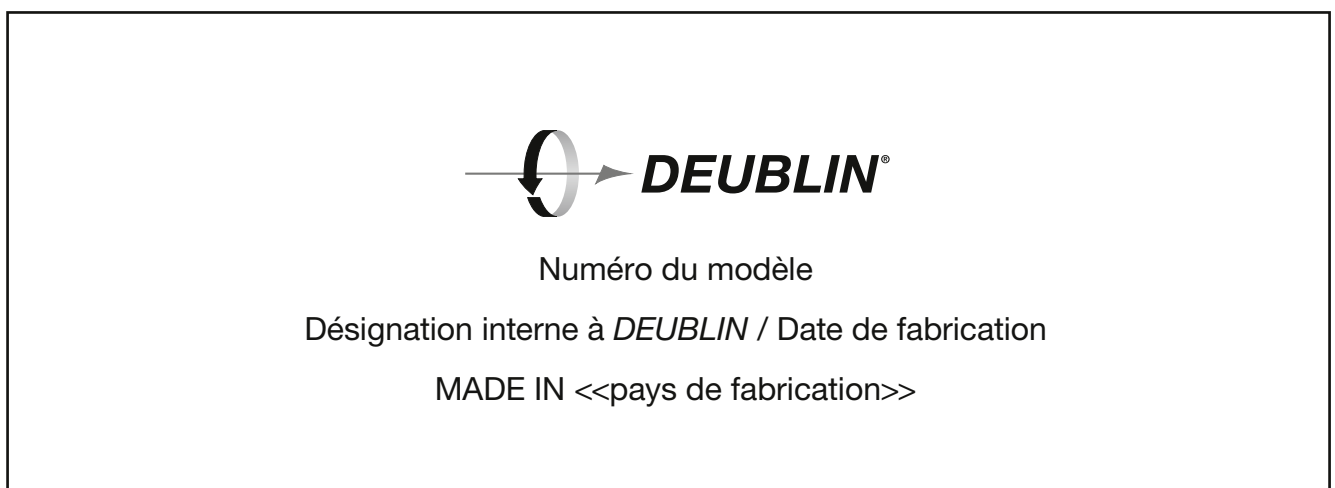 DEUBLIN®
Numéro du modèle
Désignation interne à DEUBLIN / Date de fabrication
MADE IN <<pays de fabrication>>